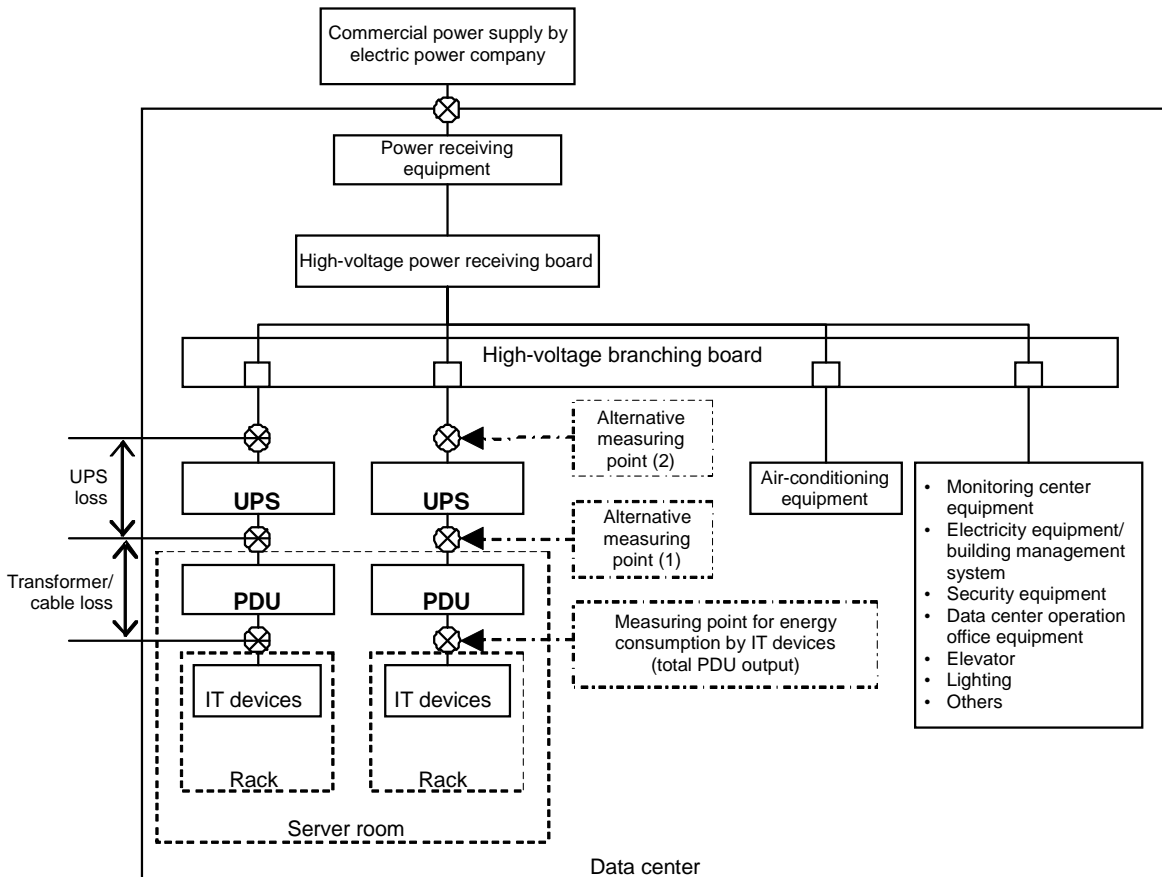 Commercial power supply by
electric power company
Power receiving
equipment
High-voltage power receiving board
High-voltage branching board
Alternative
measuring
point (2)
UPS
loss
UPS
UPS
Air-conditioning
equipment
• Monitoring center
equipment
• Electricity equipment/
building management
system
• Security equipment
• Data center operation
office equipment
• Elevator
• Lighting
• Others
Alternative
measuring
point (1)
Transformer/
cable loss
PDU
PDU
Measuring point for energy
consumption by IT devices
(total PDU output)
IT devices
IT devices
Rack
Rack
Server room
Data center